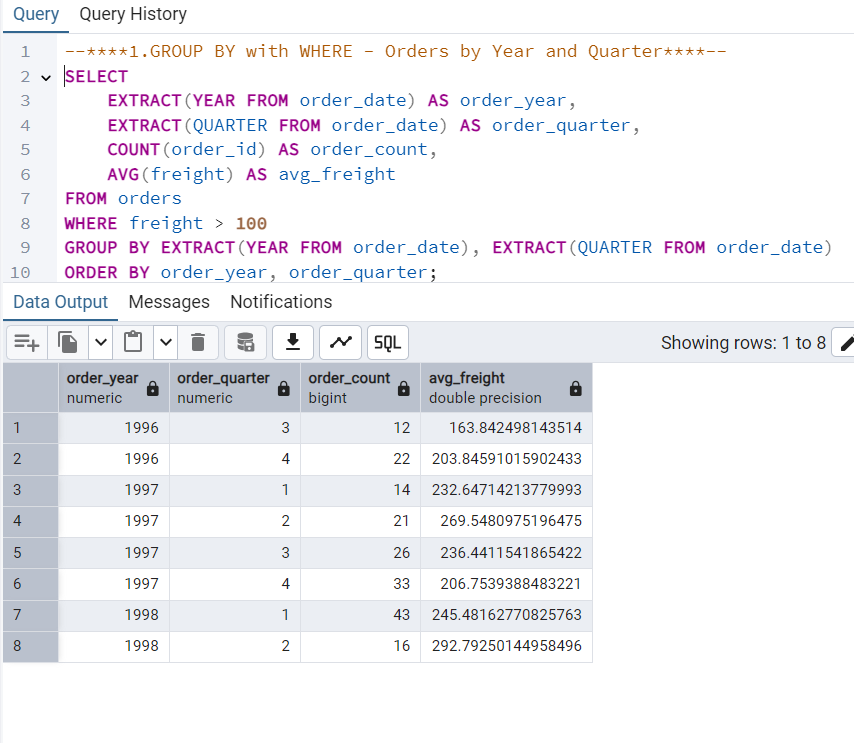 Query Query History
1 --****1.GROUP BY with WHERE - Orders by Year and Quarter****--
2 SELECT
3 EXTRACT(YEAR FROM order_date) AS order_year,
4 EXTRACT(QUARTER FROM order_date) AS order_quarter,
5 COUNT(order_id) AS order_count,
6 AVG(freight) AS avg_freight
7 FROM orders
8 WHERE freight > 100
9 GROUP BY EXTRACT(YEAR FROM order_date), EXTRACT(QUARTER FROM order_date)
10 ORDER BY order_year, order_quarter;
Data Output Messages Notifications
SQL Showing rows: 1 to 8
order_year order_quarter order_count avg_freight
numeric numeric bigint double precision
1 1996 3 12 163.842498143514
2 1996 4 22 203.84591015902433
3 1997 1 14 232.64714213779993
4 1997 2 21 269.5480975196475
5 1997 3 26 236.4411541865422
6 1997 4 33 206.7539388483221
7 1998 1 43 245.48162770825763
8 1998 2 16 292.79250144958496